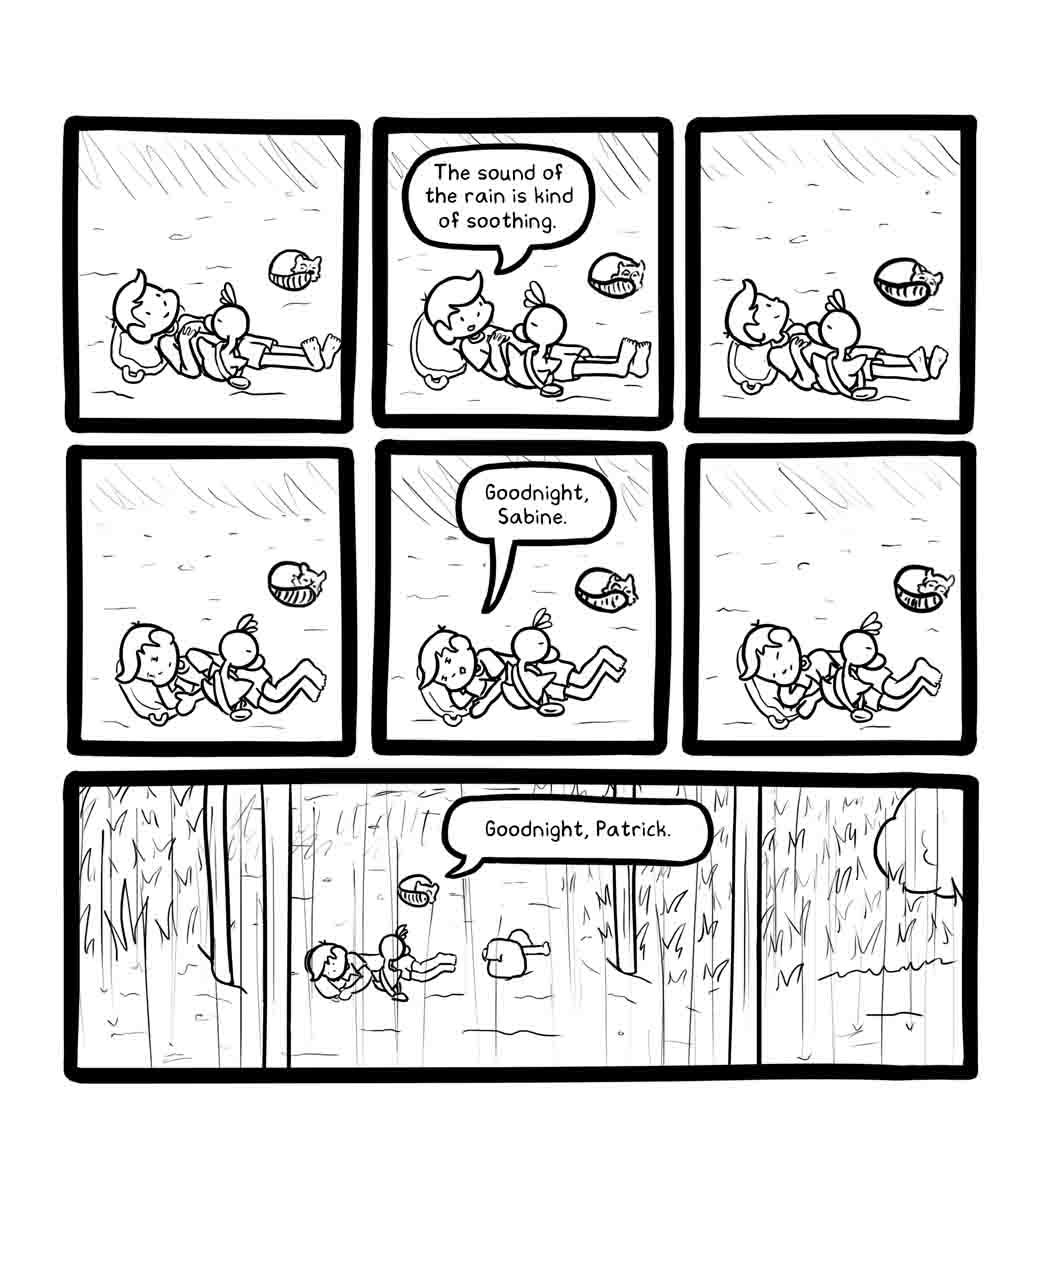 The sound of
the rain is kind
of soothing.
Goodnight,
Sabine.
Goodnight, Patrick.